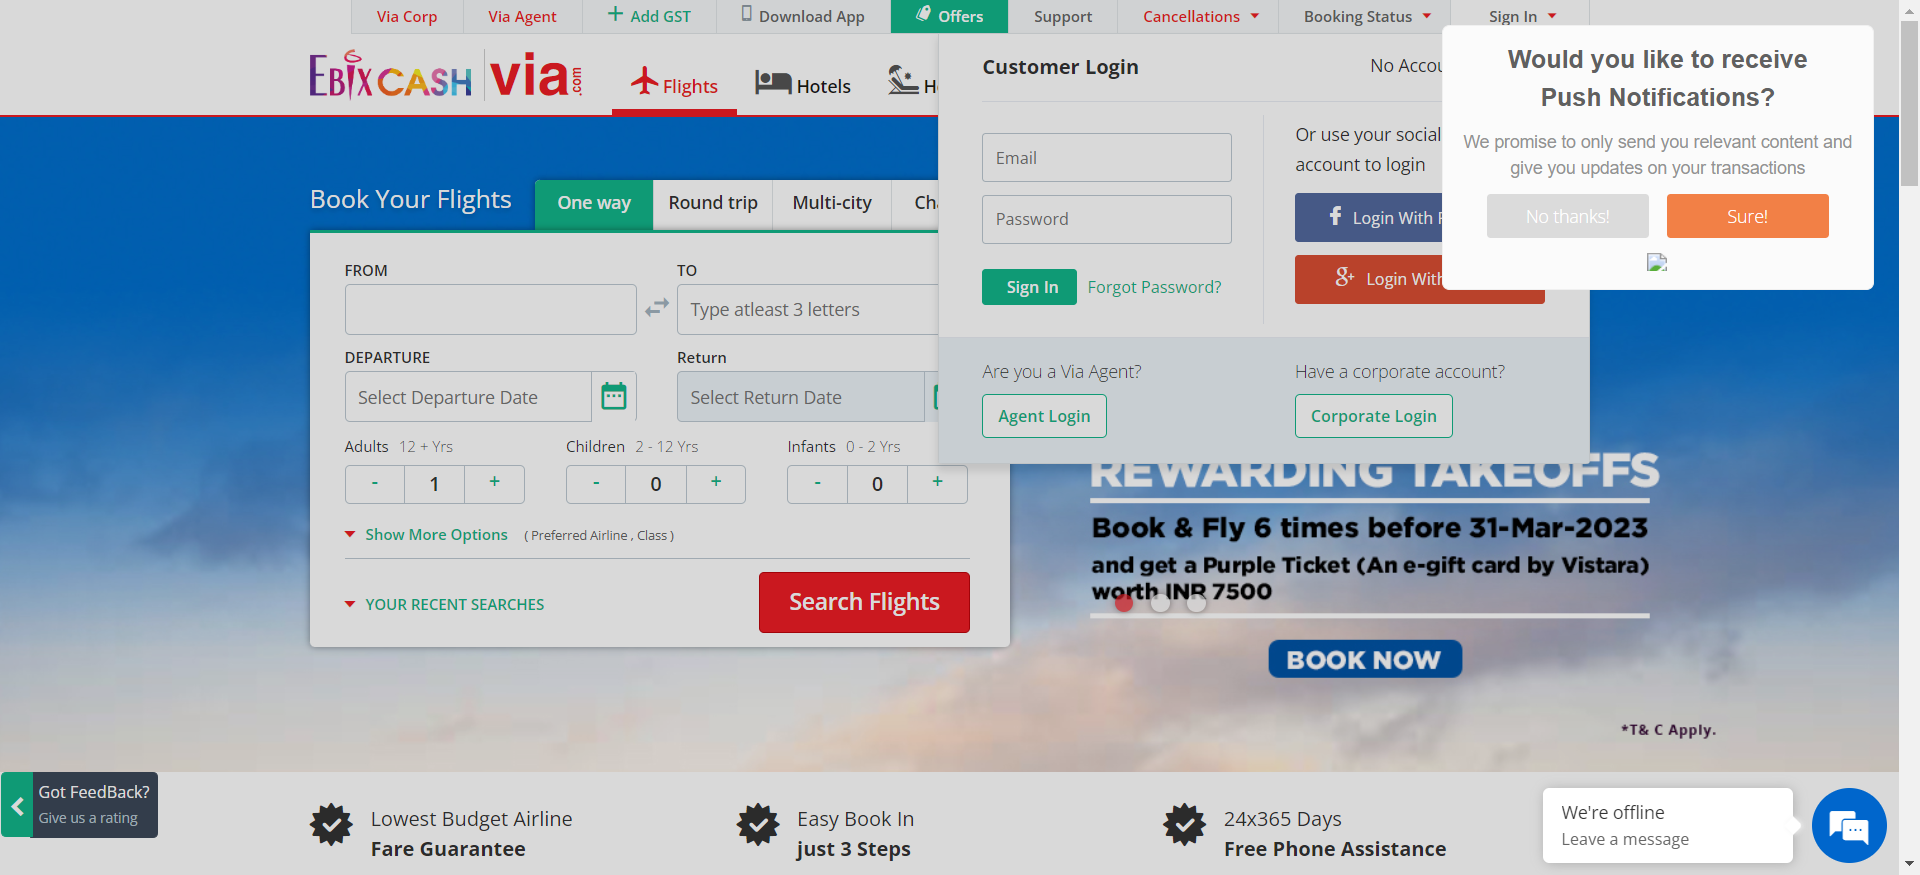 Via Corp
Via Agent
+ Add GST
Download App
Offers
Support
Cancellations
Booking Status
Sign In
EBIXCASH
via.com
Flights
Hotels
H
Customer Login
No Accou
Email
Password
Sign In
Forgot Password?
Or use your social
account to login
f Login With F
g+ Login With
Are you a Via Agent?
Agent Login
Have a corporate account?
Corporate Login
Would you like to receive
Push Notifications?
We promise to only send you relevant content and
give you updates on your transactions
No thanks!
Sure!
Book Your Flights
One way
Round trip
Multi-city
Ch
FROM
TO
Type atleast 3 letters
DEPARTURE
Return
Select Departure Date
Select Return Date
Adults 12 + Yrs
Children 2 - 12 Yrs
Infants 0 - 2 Yrs
- 1 +
- 0 +
- 0 +
Show More Options ( Preferred Airline , Class )
YOUR RECENT SEARCHES
Search Flights
REWARDING TAKEOFFS
Book & Fly 6 times before 31-Mar-2023
and get a Purple Ticket (An e-gift card by Vistara)
worth INR 7500
BOOK NOW
*T& C Apply.
Got FeedBack?
Give us a rating
Lowest Budget Airline
Fare Guarantee
Easy Book In
just 3 Steps
24x365 Days
Free Phone Assistance
We're offline
Leave a message